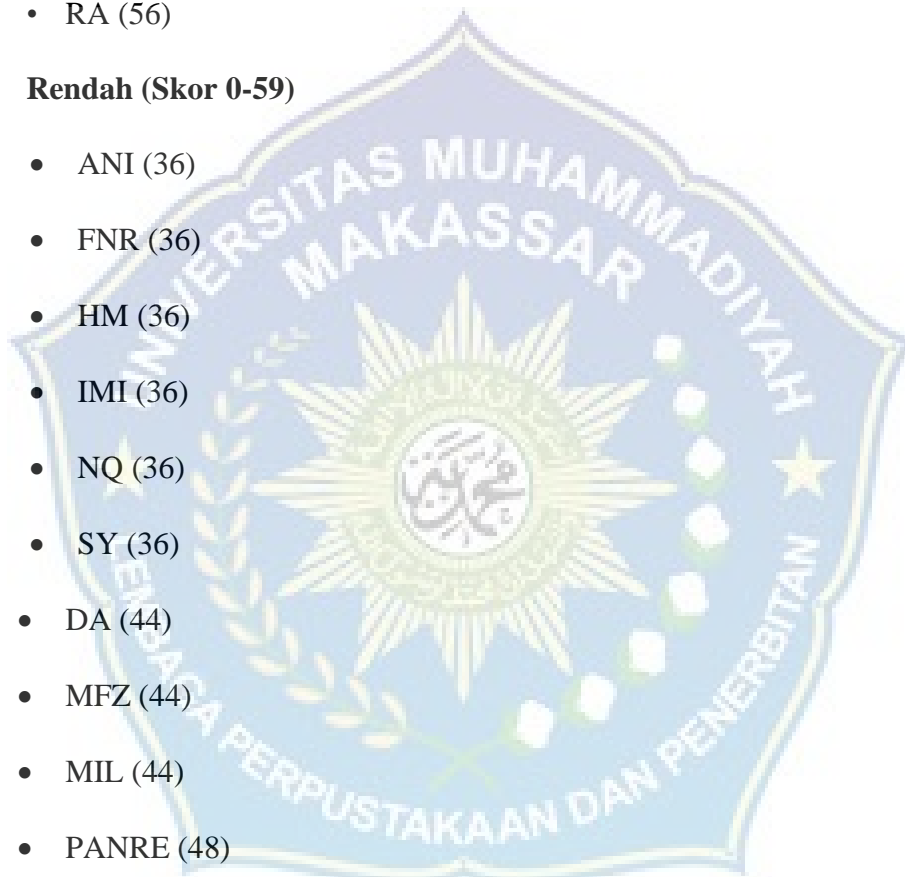 • RA (56)
Rendah (Skor 0-59)
• ANI (36)
• FNR (36)
• HM (36)
• IMI (36)
• NQ (36)
• SY (36)
• DA (44)
• MFZ (44)
• MIL (44)
• PANRE (48)
UNIVERSITAS MUHAMMADIYAH
MAKASSAR
LEMBAGA PERPUSTAKAAN DAN PENERBITAN